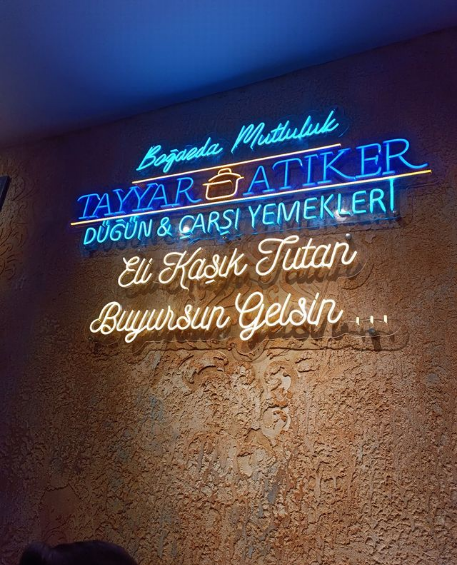 Boğazda Mutluluk
TAYYAR ATIKER
DÜĞÜN & ÇARŞI YEMEKLERİ
Eli Kaşık Tutan
Buyursun Gelsin ...